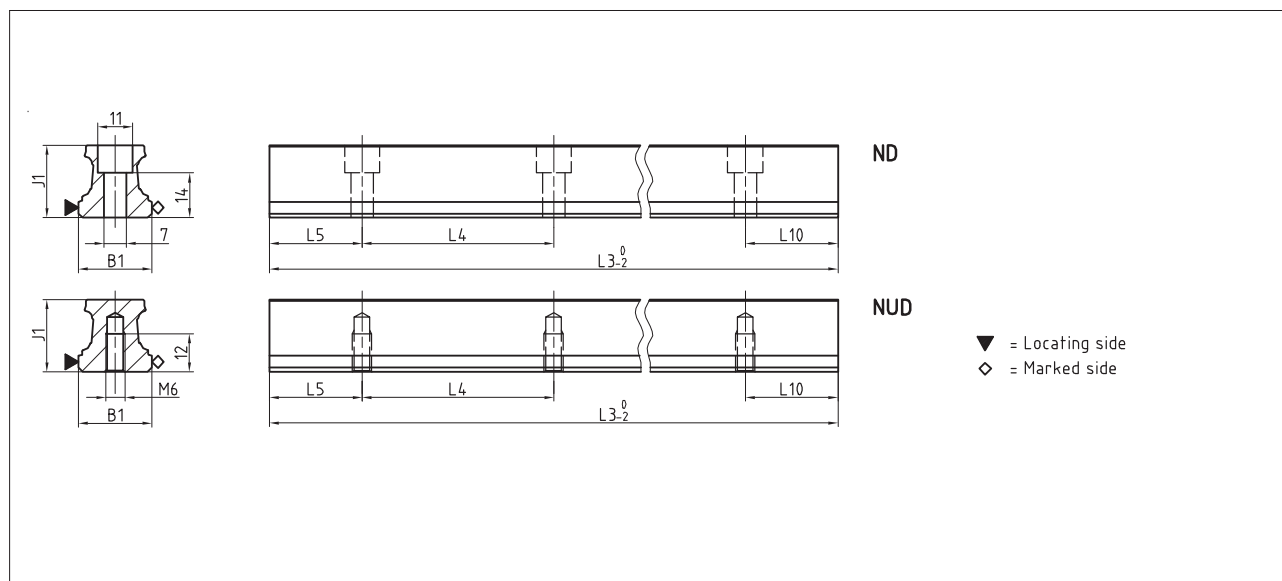 11
J1
14
7
B1
L5
L4
L10
L3 0 -2
ND
J1
12
M6
B1
L5
L4
L10
L3 0 -2
NUD
= Locating side
= Marked side